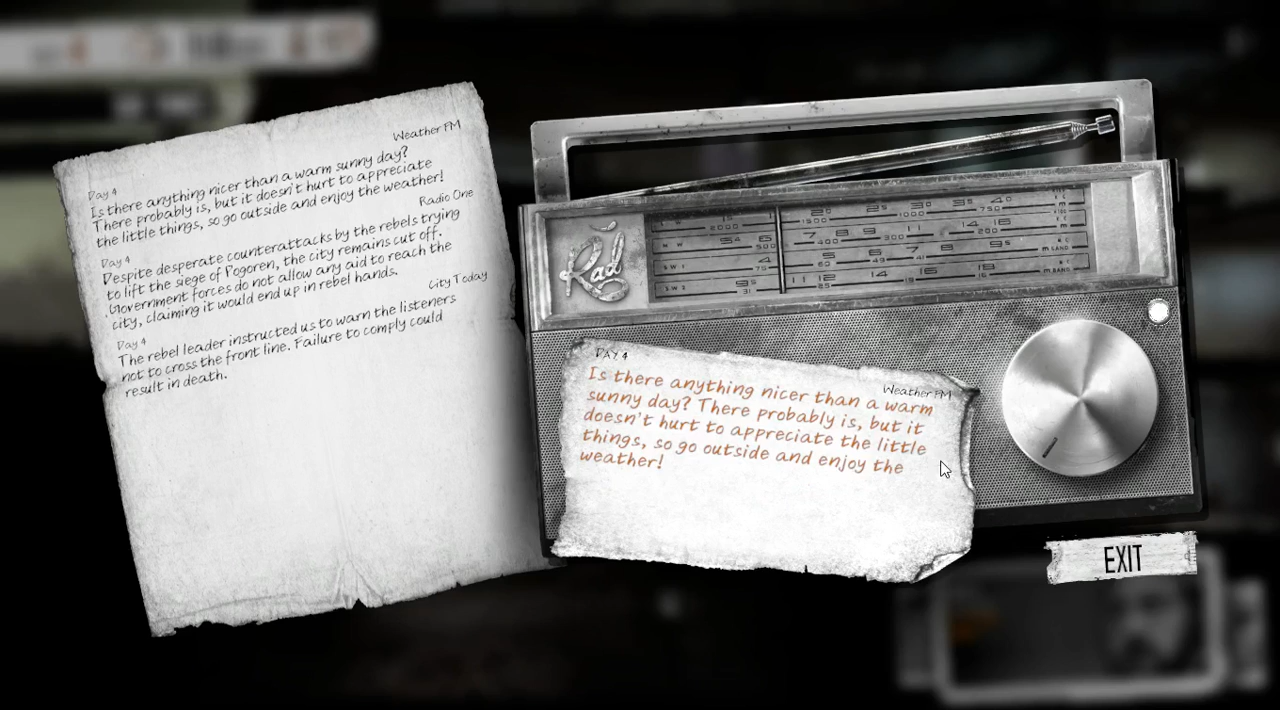 Weather FM
Day 4
Is there anything nicer than a warm sunny day?
There probably is, but it doesn't hurt to appreciate
the little things, so go outside and enjoy the weather!
Radio One
Day 4
Despite desperate counterattacks by the rebels trying
to lift the siege of Pogoren, the city remains cut off.
Government forces do not allow any aid to reach the
city, claiming it would end up in rebel hands.
City Today
Day 4
The rebel leader instructed us to warn the listeners
not to cross the front line. Failure to comply could
result in death.
Rad
DAY 4
Weather FM
Is there anything nicer than a warm
sunny day? There probably is, but it
doesn't hurt to appreciate the little
things, so go outside and enjoy the
weather!
EXIT